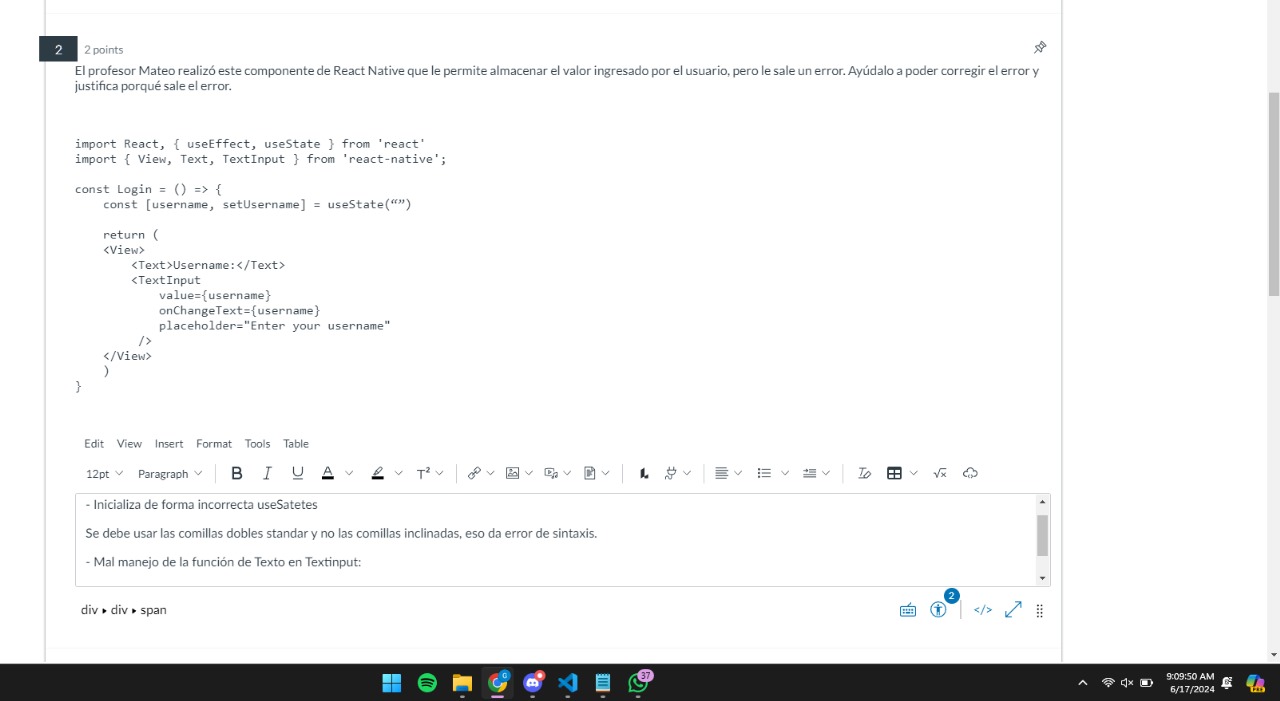 2
2 points
El profesor Mateo realizó este componente de React Native que le permite almacenar el valor ingresado por el usuario, pero le sale un error. Ayúdalo a poder corregir el error y
justifica porqué sale el error.
import React, { useEffect, useState } from 'react'
import { View, Text, TextInput } from 'react-native';
const Login = () => {
const [username, setUsername] = useState(“”)
return (
<View>
<Text>Username:</Text>
<TextInput
value={username}
onChangeText={username}
placeholder="Enter your username"
/>
</View>
)
}
Edit View Insert Format Tools Table
12pt Paragraph B I U A T²
- Inicializa de forma incorrecta useSatetes
Se debe usar las comillas dobles standar y no las comillas inclinadas, eso da error de sintaxis.
- Mal manejo de la función de Texto en Textinput:
div ▸ div ▸ span
2
</>
37
9:09:50 AM
6/17/2024